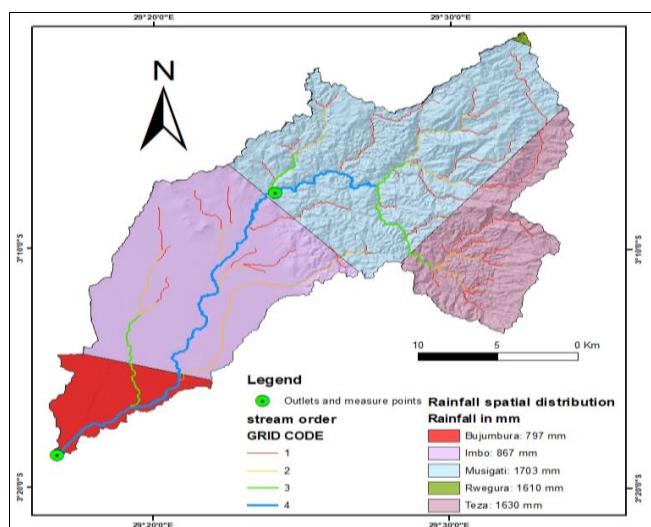 29°20'0"E 29°30'0"E
N
3°10'0"S 3°10'0"S
10 5 0 Km
Legend
Outlets and measure points
stream order
GRID CODE
1
2
3
4
Rainfall spatial distribution
Rainfall in mm
Bujumbura: 797 mm
Imbo: 867 mm
Musigati: 1703 mm
Rwegura: 1610 mm
Teza: 1630 mm
3°20'0"S 3°20'0"S
29°20'0"E 29°30'0"E